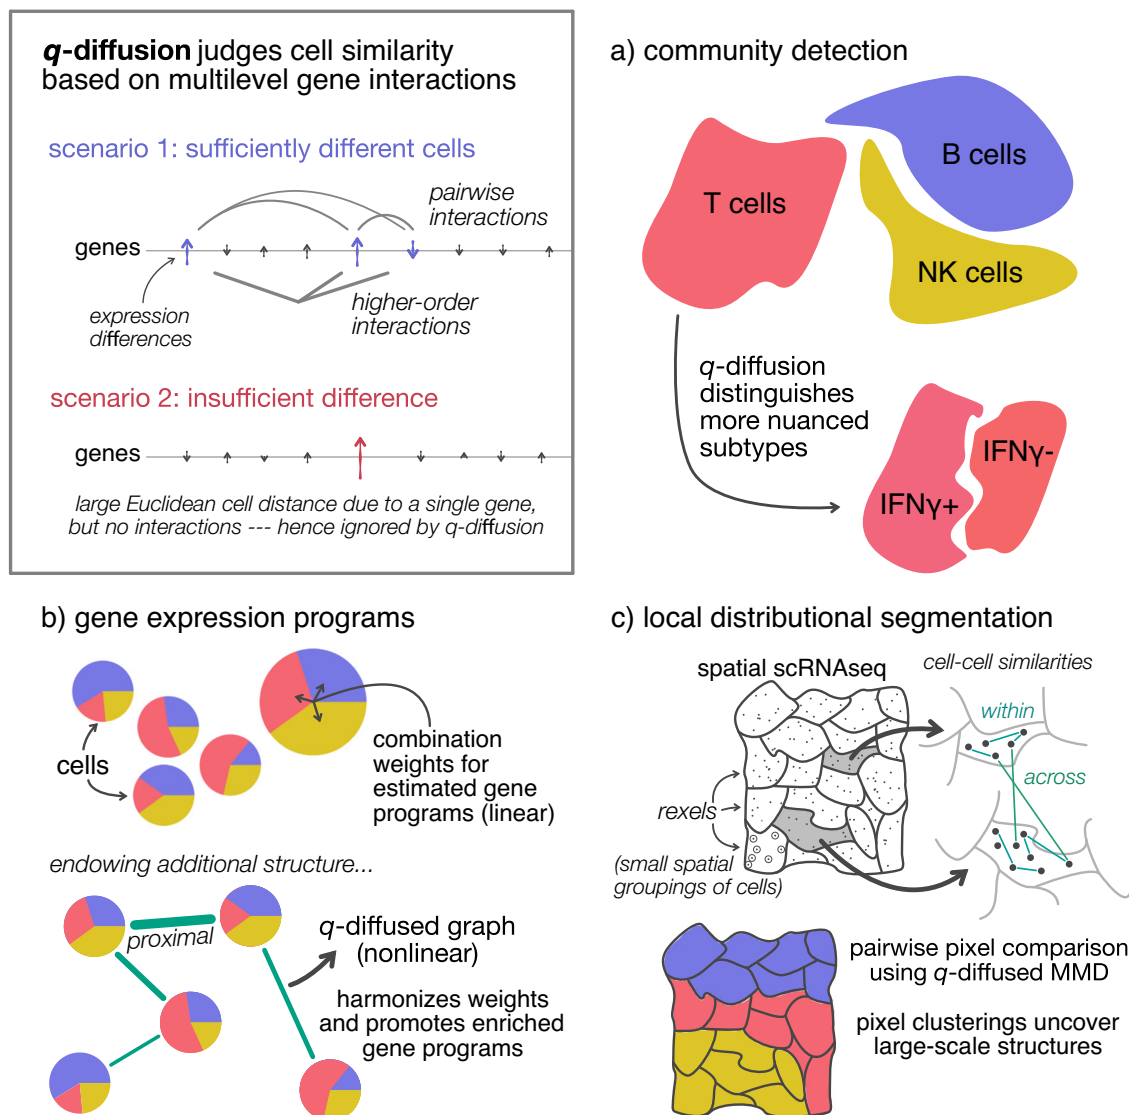 q-diffusion judges cell similarity
based on multilevel gene interactions
scenario 1: sufficiently different cells
pairwise
interactions
genes
expression
differences
higher-order
interactions
scenario 2: insufficient difference
genes
large Euclidean cell distance due to a single gene,
but no interactions --- hence ignored by q-diffusion
a) community detection
B cells
T cells
NK cells
q-diffusion
distinguishes
more nuanced
subtypes
IFNγ-
IFNγ+
b) gene expression programs
cells
combination
weights for
estimated gene
programs (linear)
endowing additional structure...
proximal
q-diffused graph
(nonlinear)
harmonizes weights
and promotes enriched
gene programs
c) local distributional segmentation
spatial scRNAseq
cell-cell similarities
within
across
rexels
(small spatial
groupings of cells)
pairwise pixel comparison
using q-diffused MMD
pixel clusterings uncover
large-scale structures